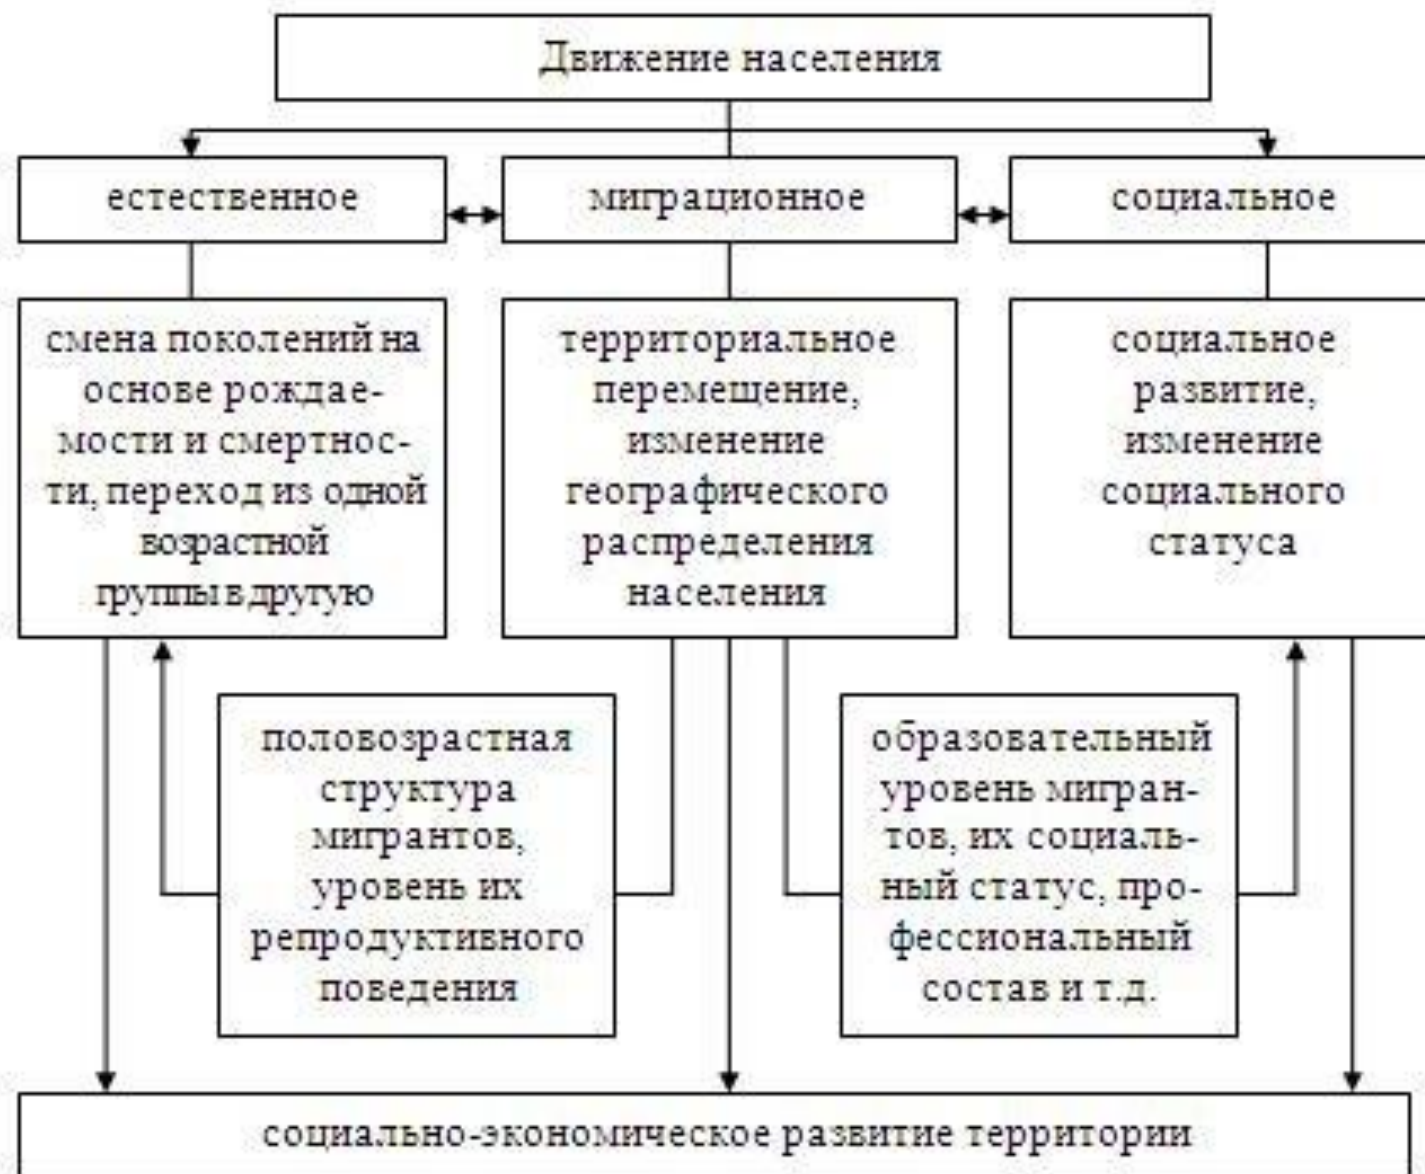 Движение населения
естественное
миграционное
социальное
смена поколений на
основе рождае-
мости и смертнос-
ти, переход из одной
возрастной
группы в другую
территориальное
перемещение,
изменение
географического
распределения
населения
социальное
развитие,
изменение
социального
статуса
половозрастная
структура
мигрантов,
уровень их
репродуктивного
поведения
образовательный
уровень мигран-
тов, их социаль-
ный статус, про-
фессиональный
состав и т.д.
социально-экономическое развитие территории